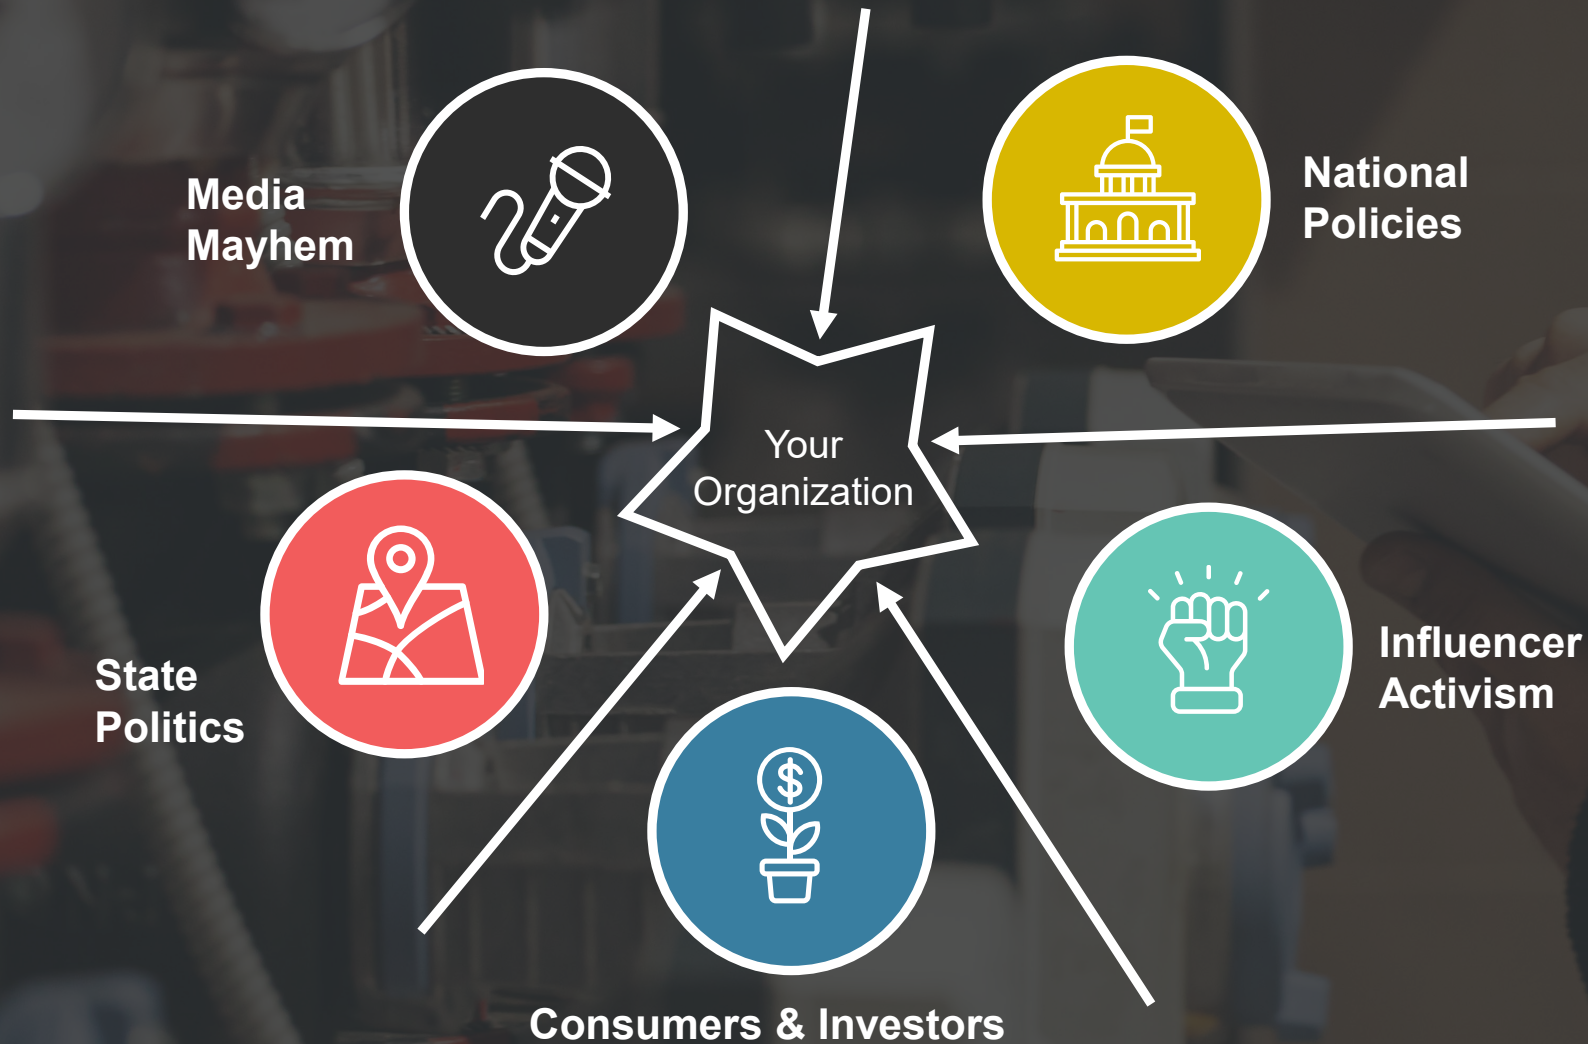 Media
Mayhem
National
Policies
Your
Organization
State
Politics
Influencer
Activism
$
Consumers & Investors